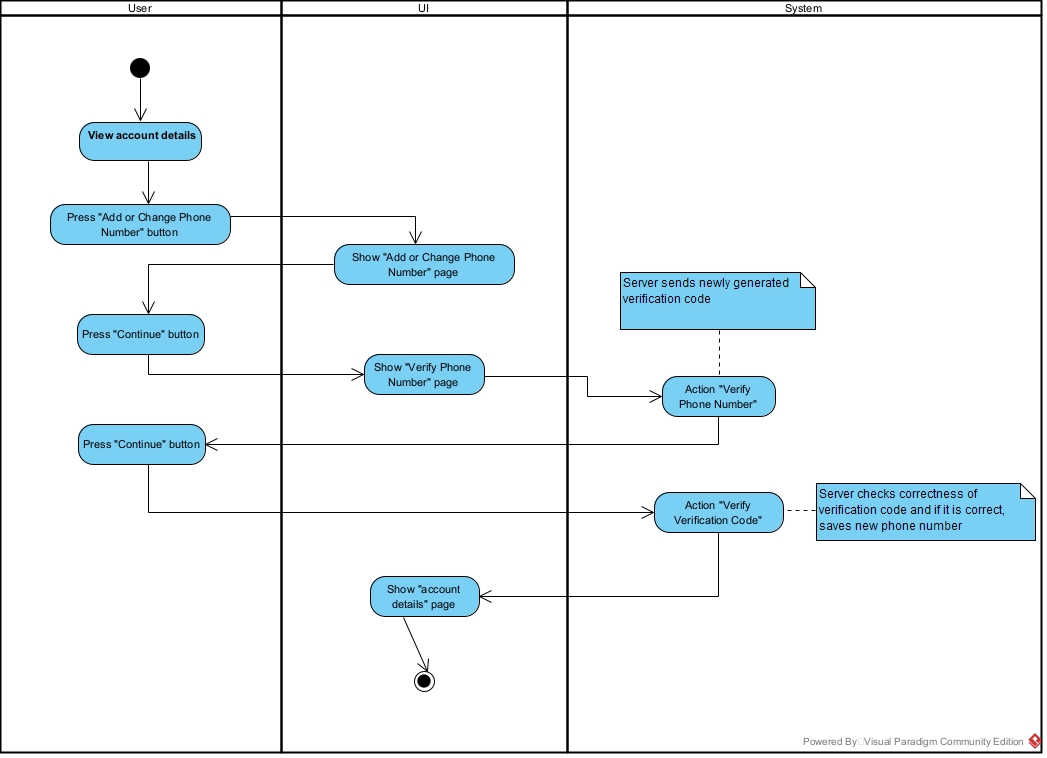 User
UI
System
View account details
Press "Add or Change Phone
Number" button
Show "Add or Change Phone
Number" page
Server sends newly generated
verification code
Press "Continue" button
Show "Verify Phone
Number" page
Action "Verify
Phone Number"
Press "Continue" button
Action "Verify
Verification Code"
Server checks correctness of
verification code and if it is correct,
saves new phone number
Show "account
details" page
Powered By Visual Paradigm Community Edition